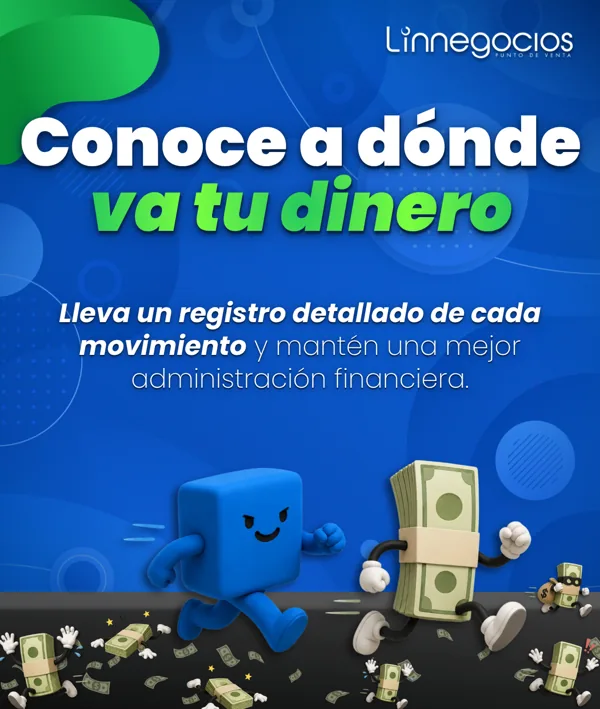 Linnegocios
PUNTO DE VENTA
Conoce a dónde
va tu dinero
Lleva un registro detallado de cada
movimiento y mantén una mejor
administración financiera.
$